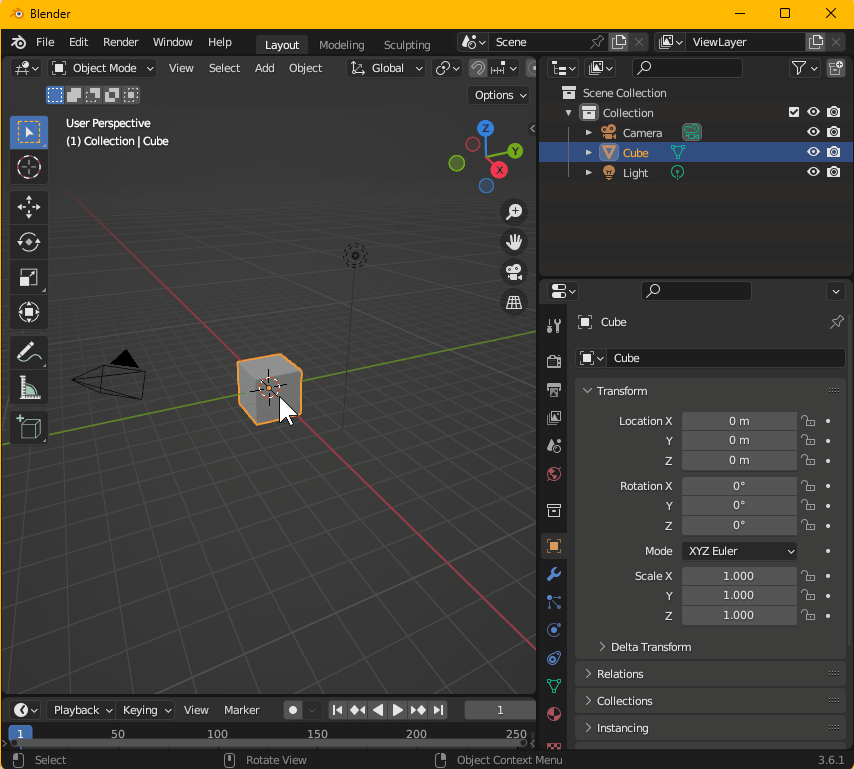 Blender
File Edit Render Window Help Layout Modeling Sculpting Scene ViewLayer
Object Mode View Select Add Object Global
Options
User Perspective
(1) Collection | Cube
Z
Y
X
Scene Collection
Collection
Camera
Cube
Light
Cube
Cube
Transform
Location X 0 m
Y 0 m
Z 0 m
Rotation X 0°
Y 0°
Z 0°
Mode XYZ Euler
Scale X 1.000
Y 1.000
Z 1.000
Delta Transform
Relations
Collections
Instancing
Playback Keying View Marker 1
1 50 100 150 200 250
Select Rotate View Object Context Menu 3.6.1